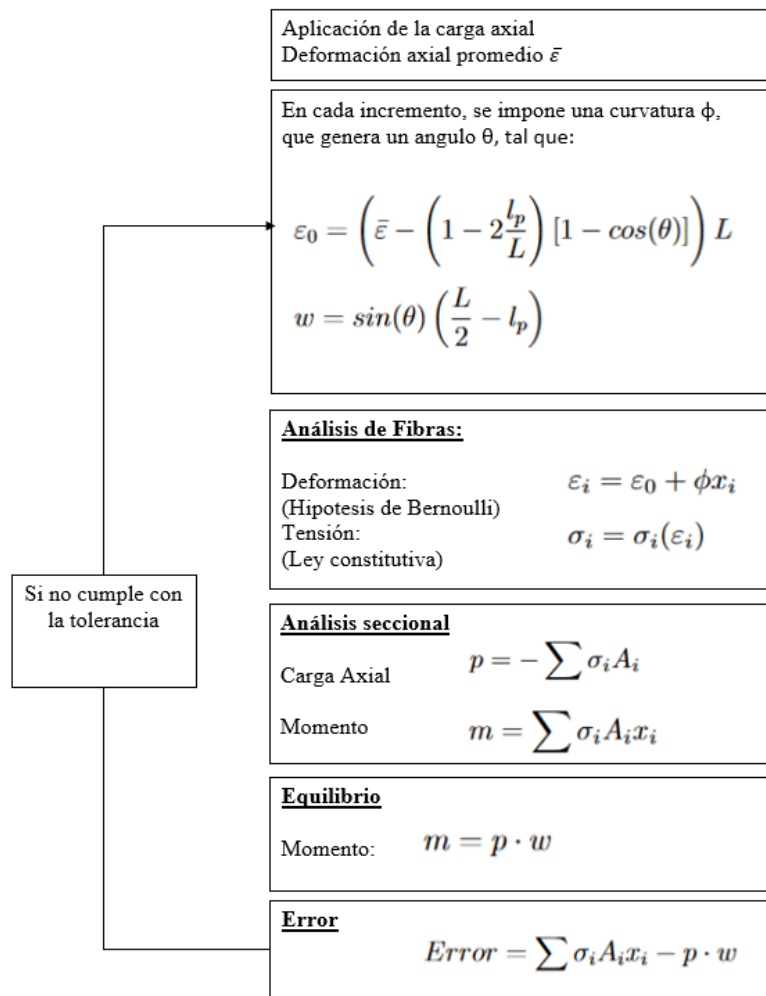 Aplicación de la carga axial
Deformación axial promedio ε̄
En cada incremento, se impone una curvatura ϕ,
que genera un angulo θ, tal que:
ε₀ = (ε̄ − (1 − 2 l_p/L) [1 − cos(θ)]) L
w = sin(θ) (L/2 − l_p)
Análisis de Fibras:
Deformación: εᵢ = ε₀ + ϕxᵢ
(Hipotesis de Bernoulli)
Tensión: σᵢ = σᵢ(εᵢ)
(Ley constitutiva)
Si no cumple con
la tolerancia
Análisis seccional
Carga Axial p = − ∑ σᵢAᵢ
Momento m = ∑ σᵢAᵢxᵢ
Equilibrio
Momento: m = p · w
Error
Error = ∑ σᵢAᵢxᵢ − p · w